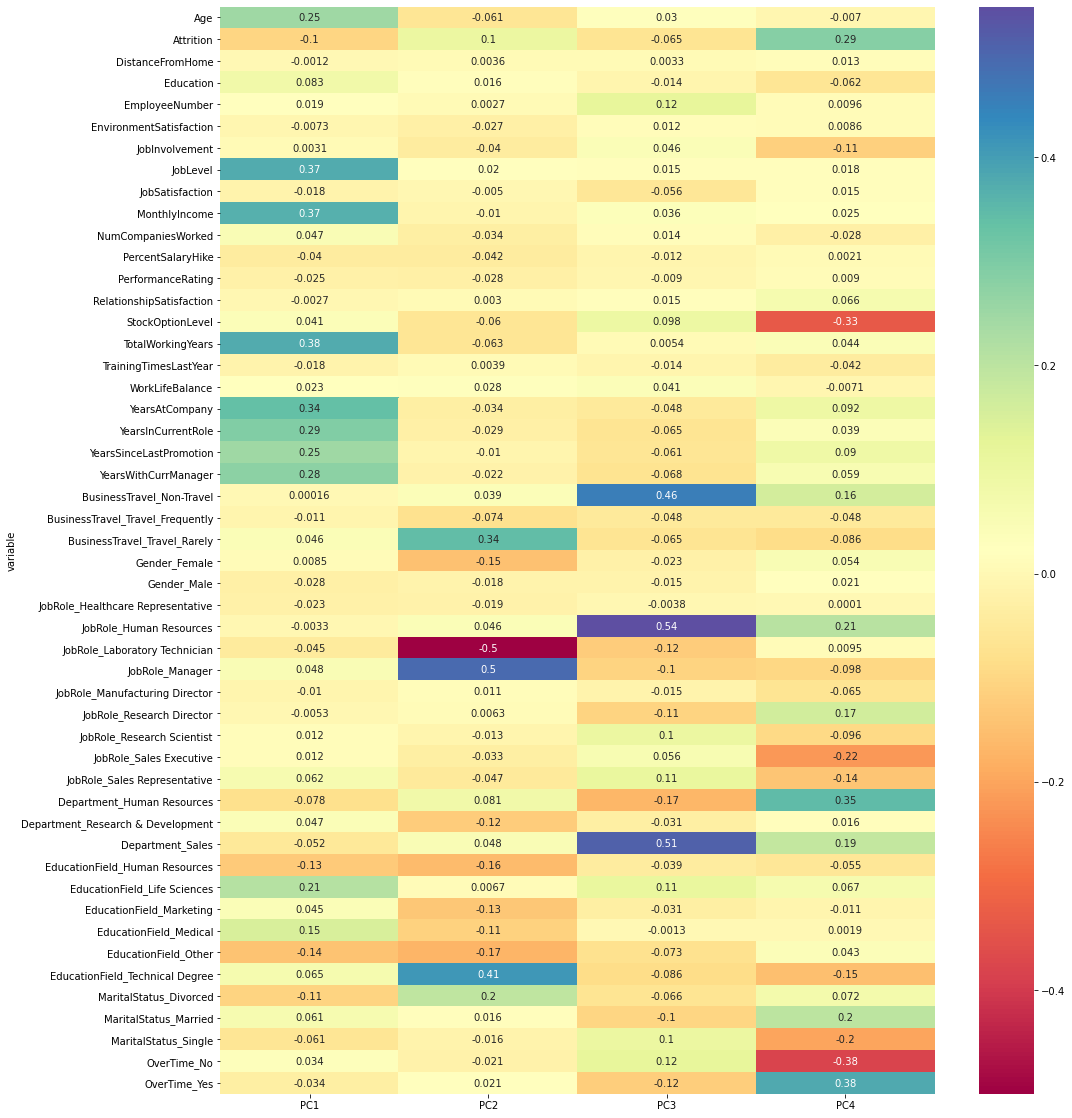 Age 0.25 -0.061 0.03 -0.007
Attrition -0.1 0.1 -0.065 0.29
DistanceFromHome -0.0012 0.0036 0.0033 0.013
Education 0.083 0.016 -0.014 -0.062
EmployeeNumber 0.019 0.0027 0.12 0.0096
EnvironmentSatisfaction -0.0073 -0.027 0.012 0.0086
JobInvolvement 0.0031 -0.04 0.046 -0.11
0.4
JobLevel 0.37 0.02 0.015 0.018
JobSatisfaction -0.018 -0.005 -0.056 0.015
MonthlyIncome 0.37 -0.01 0.036 0.025
NumCompaniesWorked 0.047 -0.034 0.014 -0.028
PercentSalaryHike -0.04 -0.042 -0.012 0.0021
PerformanceRating -0.025 -0.028 -0.009 0.009
RelationshipSatisfaction -0.0027 0.003 0.015 0.066
StockOptionLevel 0.041 -0.06 0.098 -0.33
TotalWorkingYears 0.38 -0.063 0.0054 0.044
TrainingTimesLastYear -0.018 0.0039 -0.014 -0.042
0.2
WorkLifeBalance 0.023 0.028 0.041 -0.0071
YearsAtCompany 0.34 -0.034 -0.048 0.092
YearsInCurrentRole 0.29 -0.029 -0.065 0.039
YearsSinceLastPromotion 0.25 -0.01 -0.061 0.09
YearsWithCurrManager 0.28 -0.022 -0.068 0.059
BusinessTravel_Non-Travel 0.00016 0.039 0.46 0.16
BusinessTravel_Travel_Frequently -0.011 -0.074 -0.048 -0.048
BusinessTravel_Travel_Rarely 0.046 0.34 -0.065 -0.086
variable
Gender_Female 0.0085 -0.15 -0.023 0.054
0.0
Gender_Male -0.028 -0.018 -0.015 0.021
JobRole_Healthcare Representative -0.023 -0.019 -0.0038 0.0001
JobRole_Human Resources -0.0033 0.046 0.54 0.21
JobRole_Laboratory Technician -0.045 -0.5 -0.12 0.0095
JobRole_Manager 0.048 0.5 -0.1 -0.098
JobRole_Manufacturing Director -0.01 0.011 -0.015 -0.065
JobRole_Research Director -0.0053 0.0063 -0.11 0.17
JobRole_Research Scientist 0.012 -0.013 0.1 -0.096
JobRole_Sales Executive 0.012 -0.033 0.056 -0.22
JobRole_Sales Representative 0.062 -0.047 0.11 -0.14
−0.2
Department_Human Resources -0.078 0.081 -0.17 0.35
Department_Research & Development 0.047 -0.12 -0.031 0.016
Department_Sales -0.052 0.048 0.51 0.19
EducationField_Human Resources -0.13 -0.16 -0.039 -0.055
EducationField_Life Sciences 0.21 0.0067 0.11 0.067
EducationField_Marketing 0.045 -0.13 -0.031 -0.011
EducationField_Medical 0.15 -0.11 -0.0013 0.0019
EducationField_Other -0.14 -0.17 -0.073 0.043
EducationField_Technical Degree 0.065 0.41 -0.086 -0.15
−0.4
MaritalStatus_Divorced -0.11 0.2 -0.066 0.072
MaritalStatus_Married 0.061 0.016 -0.1 0.2
MaritalStatus_Single -0.061 -0.016 0.1 -0.2
OverTime_No 0.034 -0.021 0.12 -0.38
OverTime_Yes -0.034 0.021 -0.12 0.38
PC1 PC2 PC3 PC4